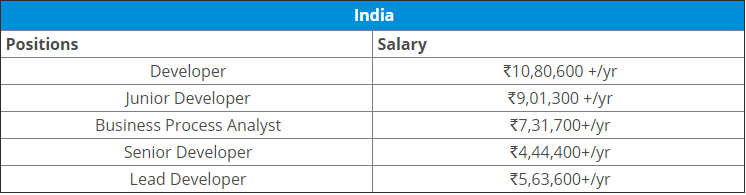 India
Positions Salary
Developer ₹10,80,600 +/yr
Junior Developer ₹9,01,300 +/yr
Business Process Analyst ₹7,31,700+/yr
Senior Developer ₹4,44,400+/yr
Lead Developer ₹5,63,600+/yr